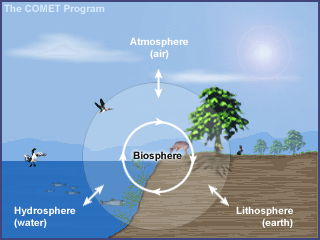 The COMET Program
Atmosphere
(air)
Biosphere
Hydrosphere
(water)
Lithosphere
(earth)